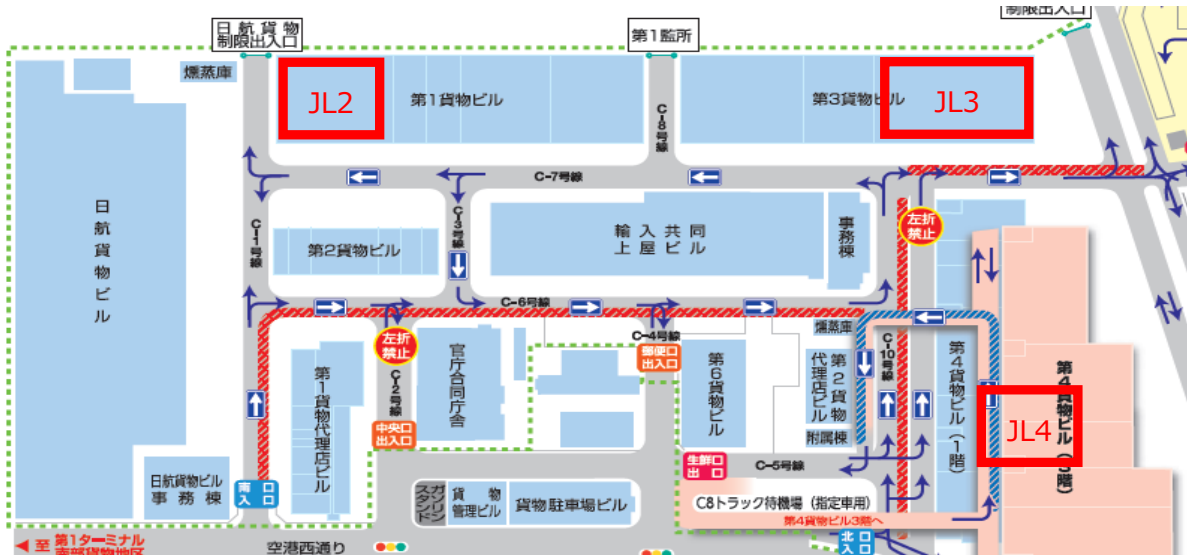 日航貨物
制限出入口
第1監所
制限出入口
燻蒸庫
JL2
第1貨物ビル
第3貨物ビル
JL3
C-8号線
C-7号線
日航貨物ビル
C-1号線
第2貨物ビル
C-3号線
輸入共同
上屋ビル
事務棟
左折
禁止
C-6号線
左折
禁止
C-4号線
郵便口
出入口
燻蒸庫
第1貨物代理店ビル
C-2号線
官庁合同庁舎
第6貨物ビル
第2貨物
代理店ビル
C-10号線
第4貨物ビル(1階)
第4貨物ビル
JL4
中央口
出入口
附属棟
生鮮口
出口
C-5号線
日航貨物ビル
事務棟
南口
入口
ガソリン
スタンド
貨物
管理ビル
貨物駐車場ビル
C8トラック待機場(指定車用)
第4貨物ビル3階へ
北口
入口
至 第1ターミナル
南部貨物地区
空港西通り